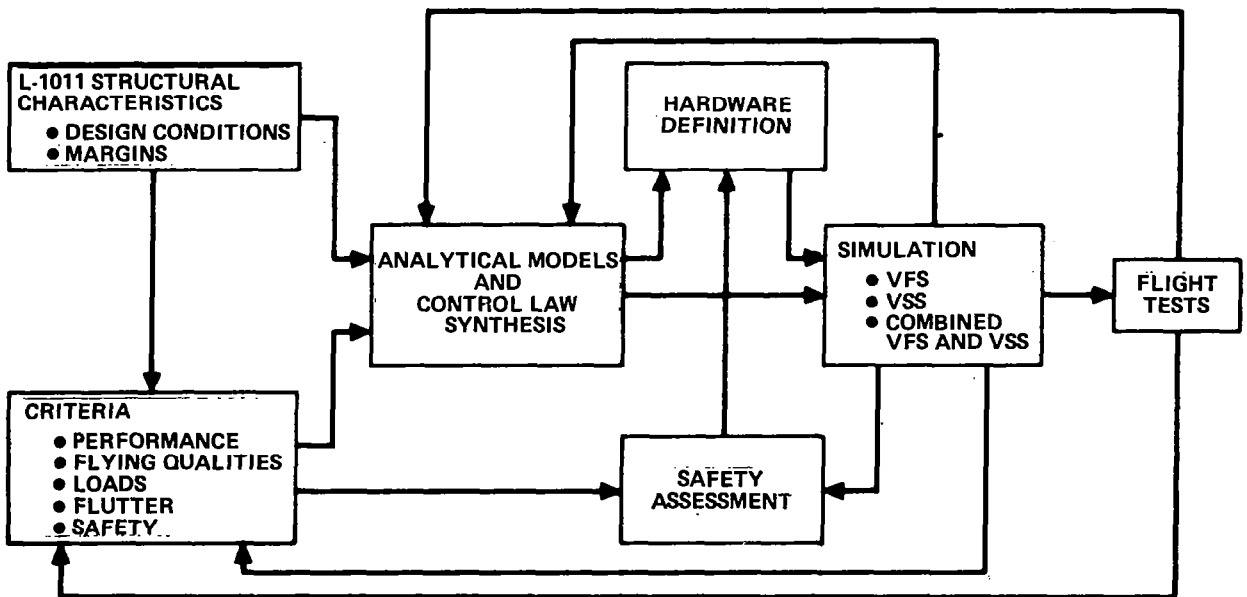 L-1011 STRUCTURAL
CHARACTERISTICS
● DESIGN CONDITIONS
● MARGINS
HARDWARE
DEFINITION
ANALYTICAL MODELS
AND
CONTROL LAW
SYNTHESIS
SIMULATION
● VFS
● VSS
● COMBINED
VFS AND VSS
FLIGHT
TESTS
CRITERIA
● PERFORMANCE
● FLYING QUALITIES
● LOADS
● FLUTTER
● SAFETY
SAFETY
ASSESSMENT